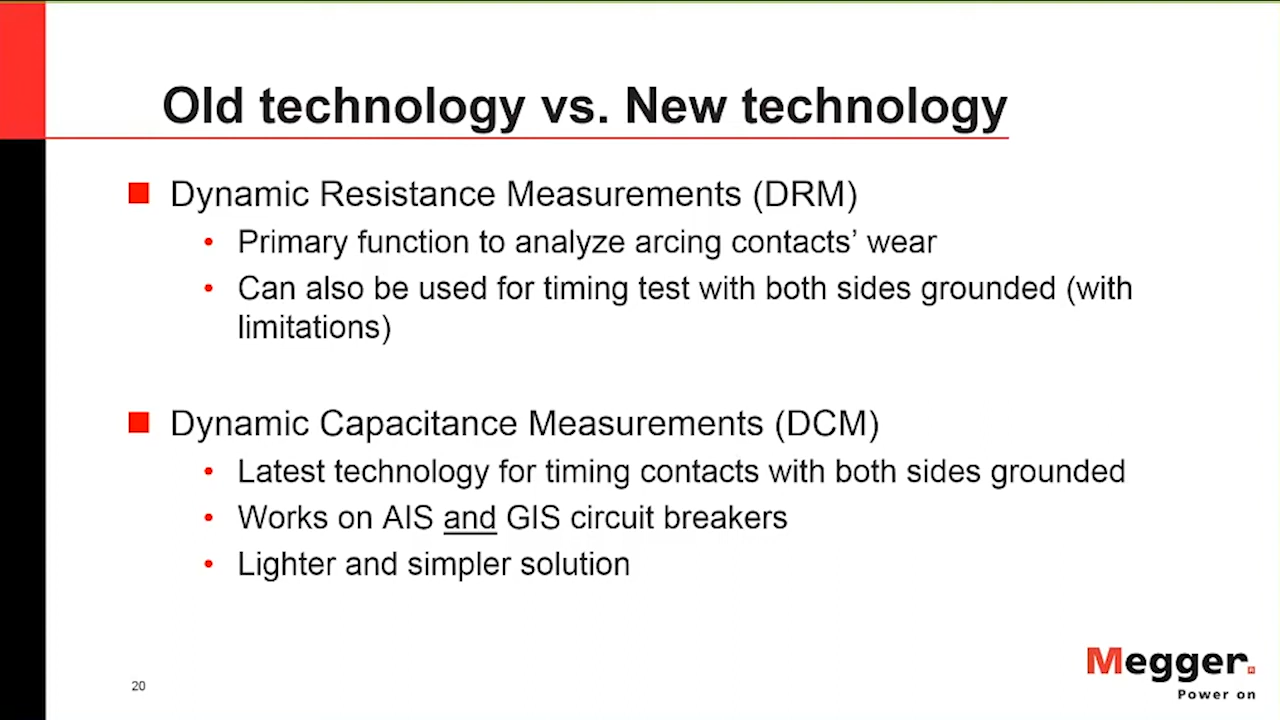 Old technology vs. New technology
Dynamic Resistance Measurements (DRM)
• Primary function to analyze arcing contacts’ wear
• Can also be used for timing test with both sides grounded (with
limitations)
Dynamic Capacitance Measurements (DCM)
• Latest technology for timing contacts with both sides grounded
• Works on AIS and GIS circuit breakers
• Lighter and simpler solution
20
Megger.
Power on